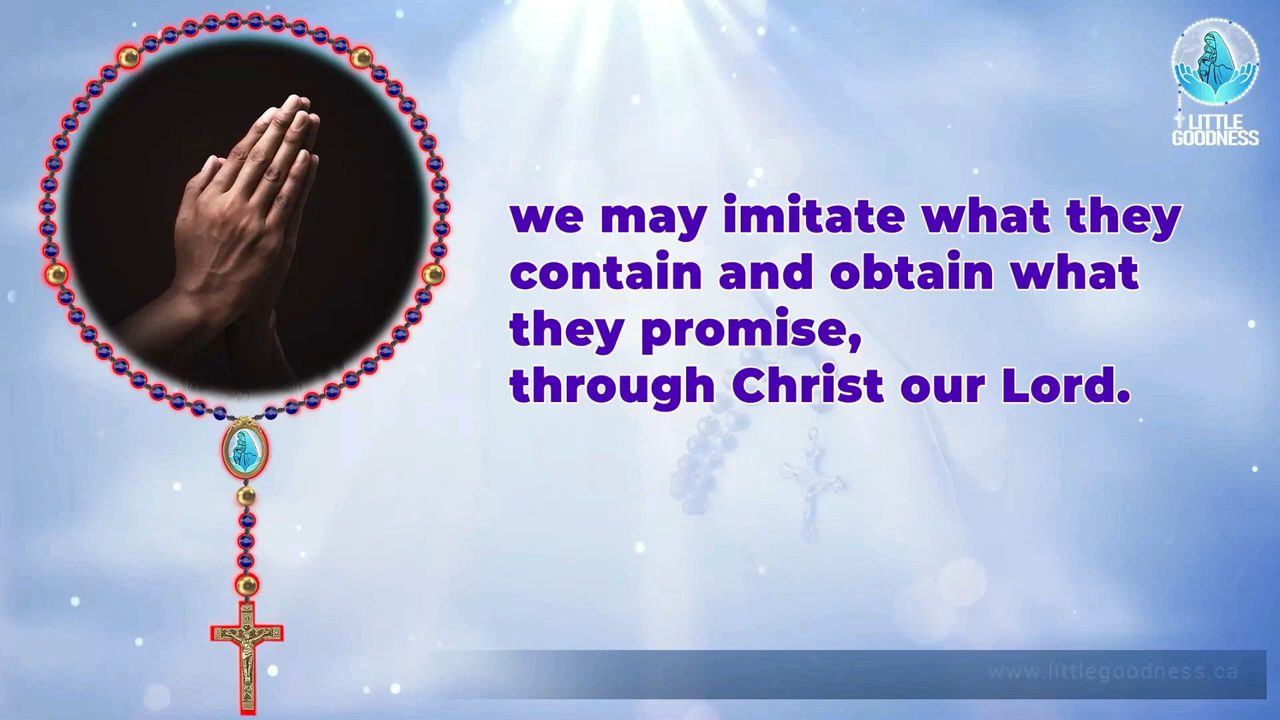 LITTLE
GOODNESS
we may imitate what they
contain and obtain what
they promise,
through Christ our Lord.
www.littlegoodness.ca